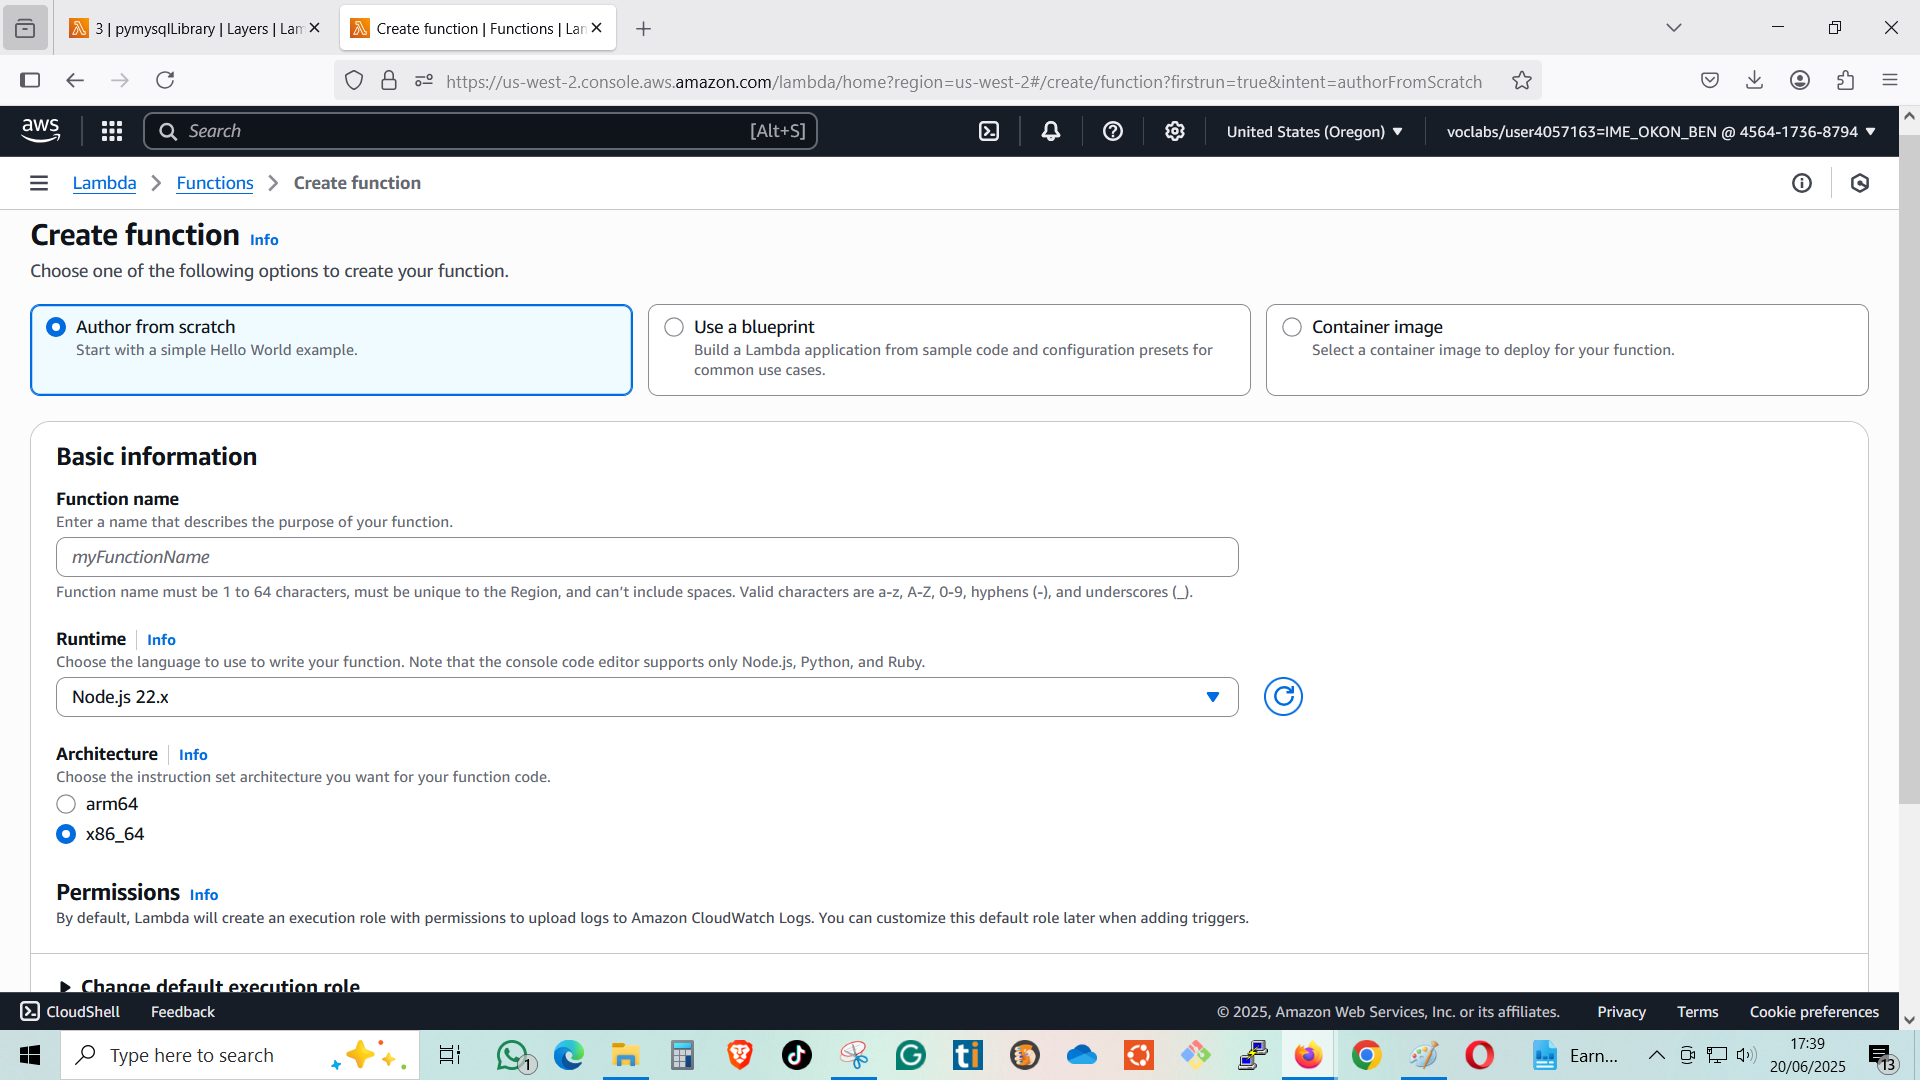 3 | pymysqlLibrary | Layers | Lam
Create function | Functions | Lan
https://us-west-2.console.aws.amazon.com/lambda/home?region=us-west-2#/create/function?firstrun=true&intent=authorFromScratch
aws
Search
[Alt+S]
United States (Oregon)
voclabs/user4057163=IME_OKON_BEN @ 4564-1736-8794
Lambda
Functions
Create function
Create function
Info
Choose one of the following options to create your function.
Author from scratch
Start with a simple Hello World example.
Use a blueprint
Build a Lambda application from sample code and configuration presets for
common use cases.
Container image
Select a container image to deploy for your function.
Basic information
Function name
Enter a name that describes the purpose of your function.
myFunctionName
Function name must be 1 to 64 characters, must be unique to the Region, and can’t include spaces. Valid characters are a-z, A-Z, 0-9, hyphens (-), and underscores (_).
Runtime
Info
Choose the language to use to write your function. Note that the console code editor supports only Node.js, Python, and Ruby.
Node.js 22.x
Architecture
Info
Choose the instruction set architecture you want for your function code.
arm64
x86_64
Permissions
Info
By default, Lambda will create an execution role with permissions to upload logs to Amazon CloudWatch Logs. You can customize this default role later when adding triggers.
Change default execution role
CloudShell
Feedback
© 2025, Amazon Web Services, Inc. or its affiliates.
Privacy
Terms
Cookie preferences
Type here to search
1
ti
Earn...
17:39
20/06/2025
13